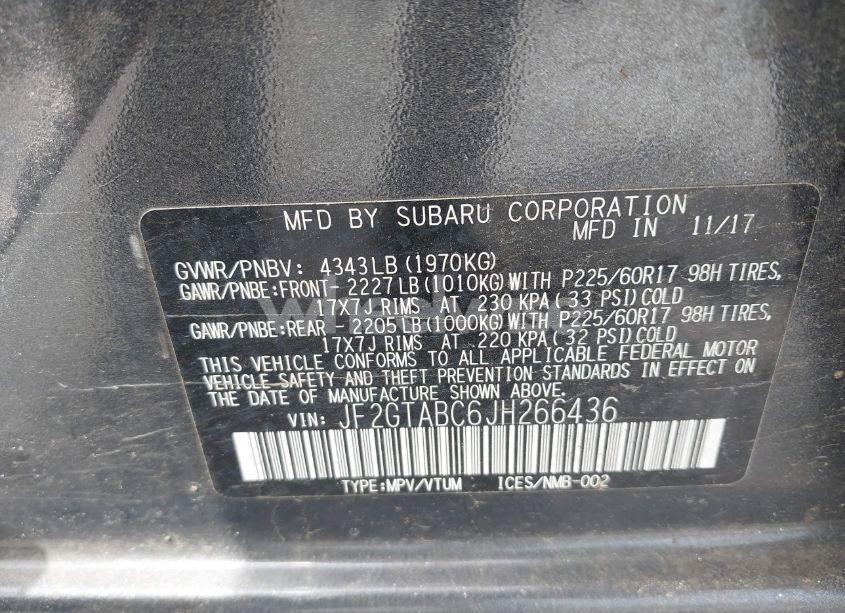 MFD BY SUBARU CORPORATION
MFD IN 11/17
GVWR/PNBV: 4343LB (1970KG)
GAWR/PNBE:FRONT- 2227LB (1010KG) WITH P225/60R17 98H TIRES,
17X7J RIMS AT 230 KPA (33 PSI) COLD
GAWR/PNBE:REAR - 2205LB (1000KG) WITH P225/60R17 98H TIRES,
17X7J RIMS AT 220 KPA (32 PSI) COLD
THIS VEHICLE CONFORMS TO ALL APPLICABLE FEDERAL MOTOR
VEHICLE SAFETY AND THEFT PREVENTION STANDARDS IN EFFECT ON
THE DATE OF MANUFACTURE SHOWN ABOVE.
VIN: JF2GTABC6JH266436
TYPE:MPV/VTUM ICES/NMB-002